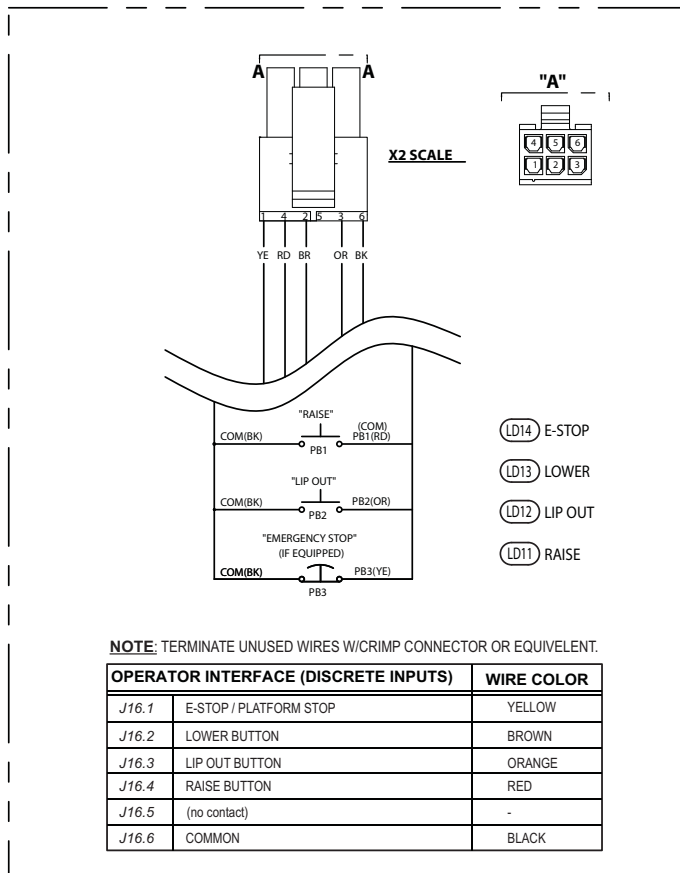 A A
"A"
4 5 6
1 2 3
X2 SCALE
1 4 2 5 3 6
YE RD BR OR BK
"RAISE"
COM(BK) (COM)
PB1(RD)
PB1
"LIP OUT"
COM(BK) PB2(OR)
PB2
"EMERGENCY STOP"
(IF EQUIPPED)
COM(BK) PB3(YE)
PB3
LD14 E-STOP
LD13 LOWER
LD12 LIP OUT
LD11 RAISE
NOTE: TERMINATE UNUSED WIRES W/CRIMP CONNECTOR OR EQUIVELENT.
OPERATOR INTERFACE (DISCRETE INPUTS) WIRE COLOR
J16.1 E-STOP / PLATFORM STOP YELLOW
J16.2 LOWER BUTTON BROWN
J16.3 LIP OUT BUTTON ORANGE
J16.4 RAISE BUTTON RED
J16.5 (no contact) -
J16.6 COMMON BLACK